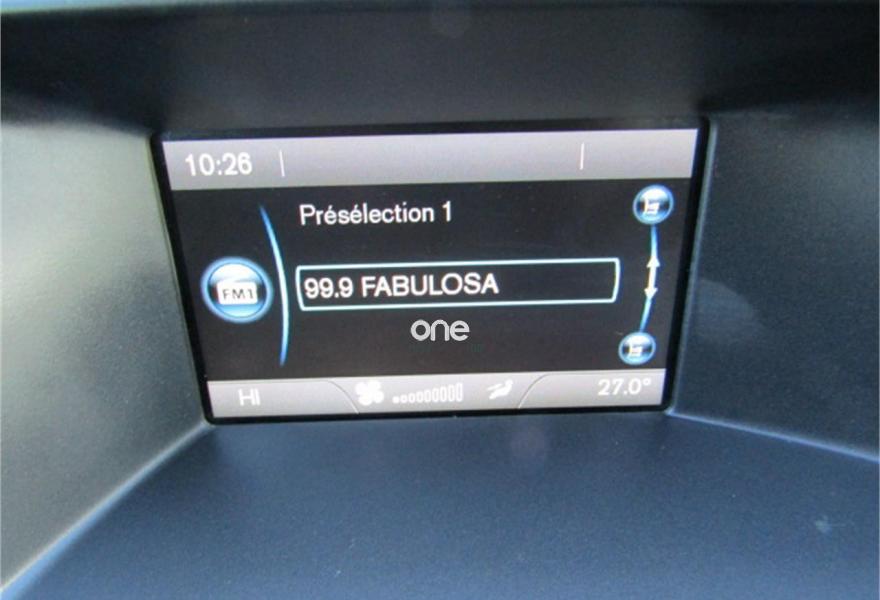 10:26
Présélection 1
FM1
99.9 FABULOSA
one
HI
27.0°